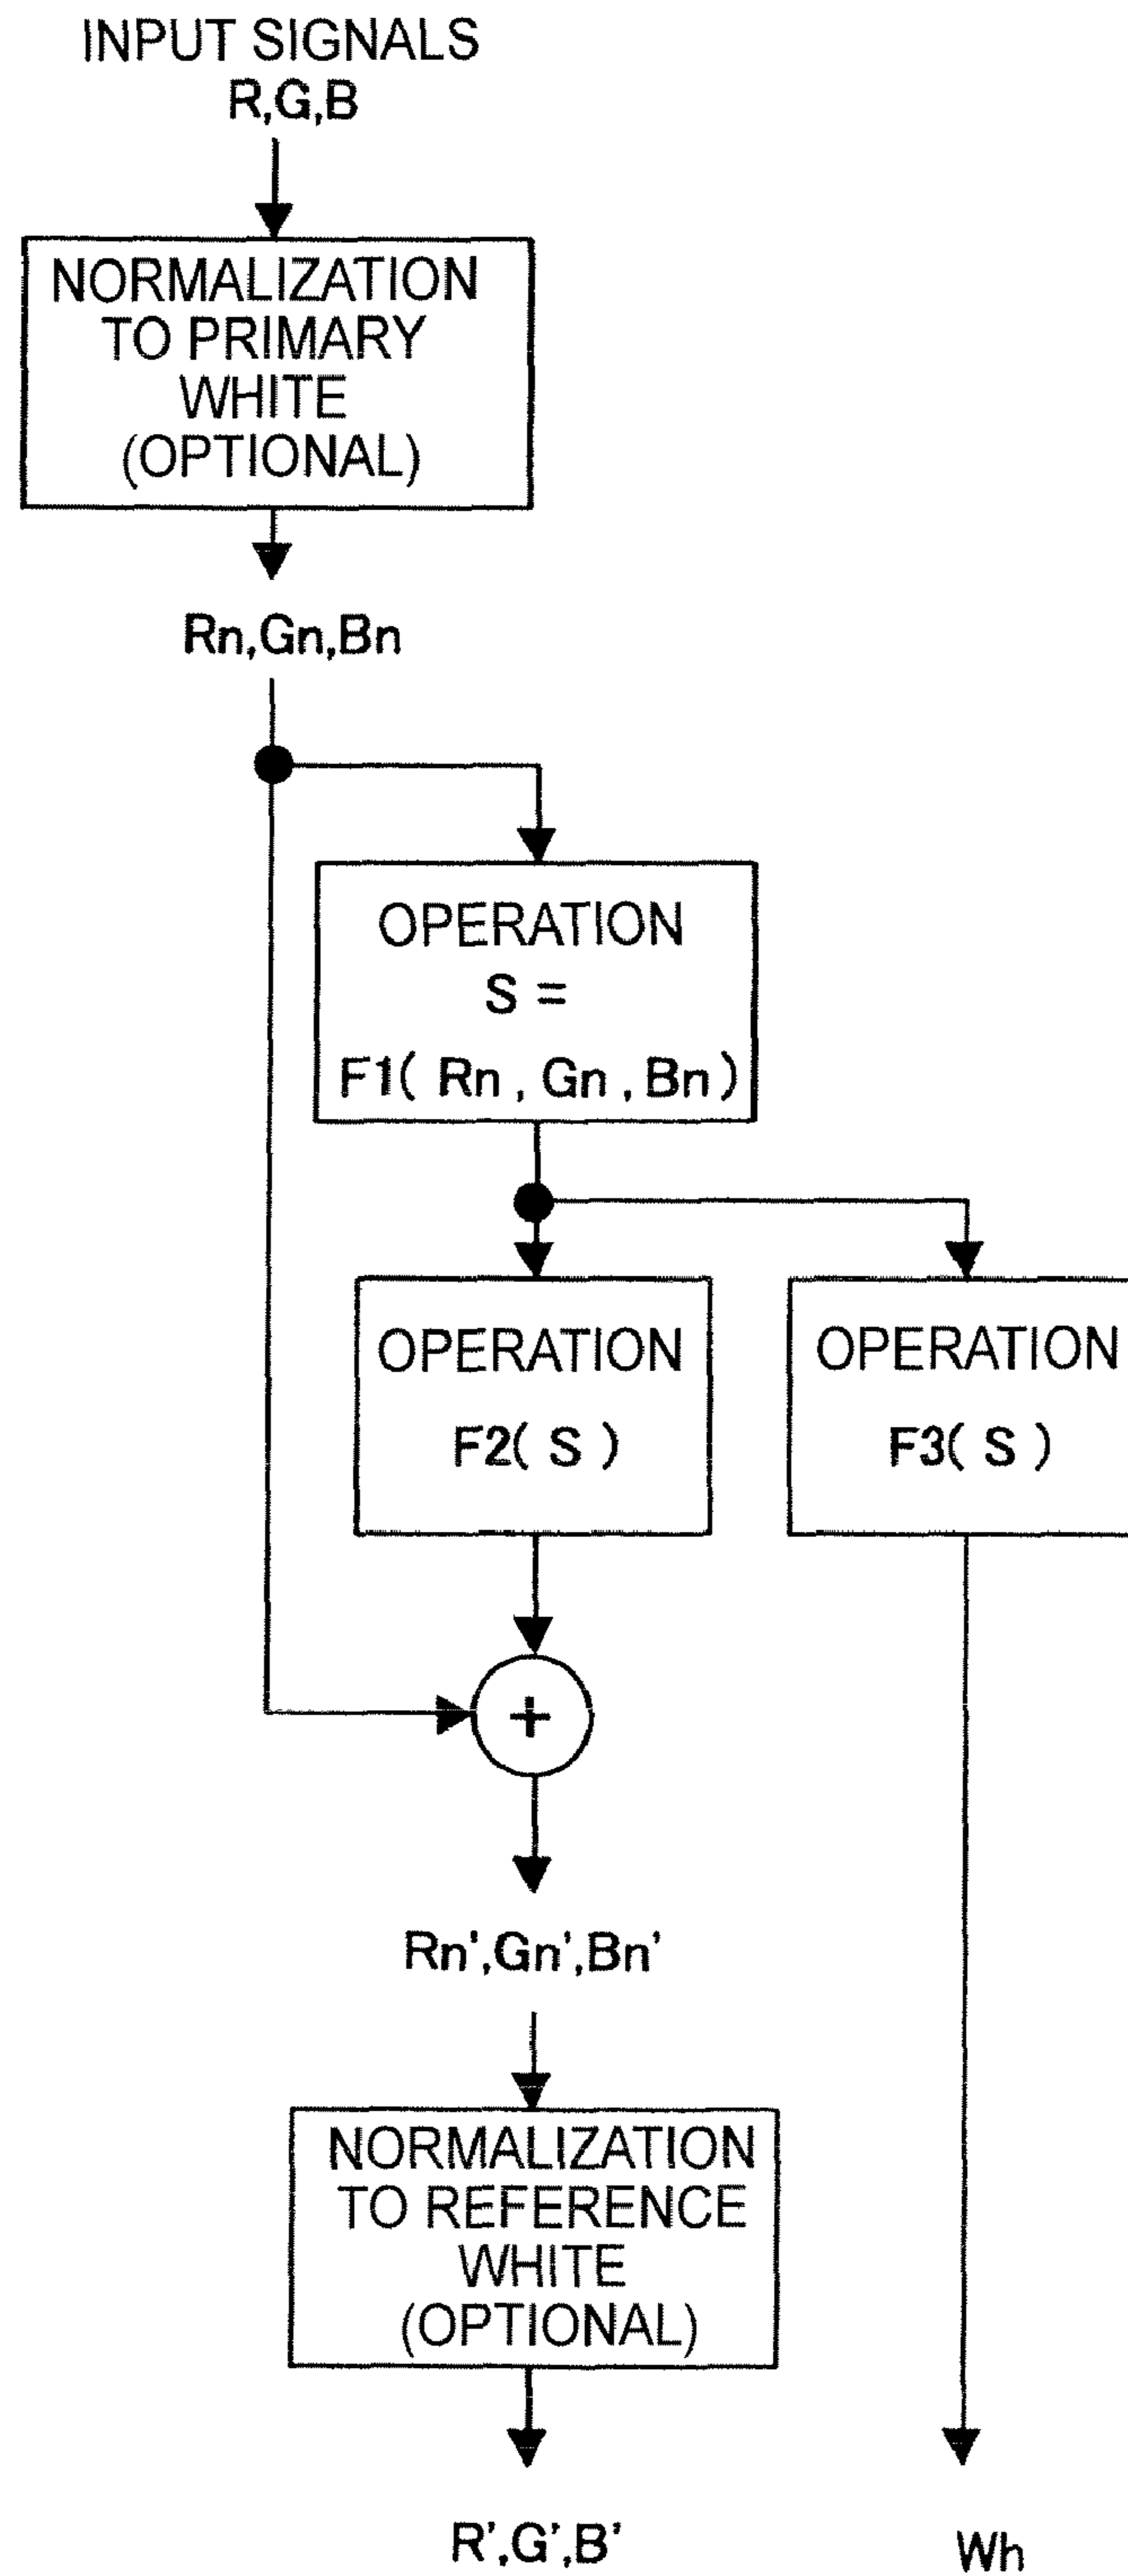 INPUT SIGNALS
R,G,B
NORMALIZATION
TO PRIMARY
WHITE
(OPTIONAL)
Rn,Gn,Bn
OPERATION
S =
F1( Rn , Gn , Bn )
OPERATION
F2( S )
OPERATION
F3( S )
+
Rn',Gn',Bn'
NORMALIZATION
TO REFERENCE
WHITE
(OPTIONAL)
R',G',B'
Wh